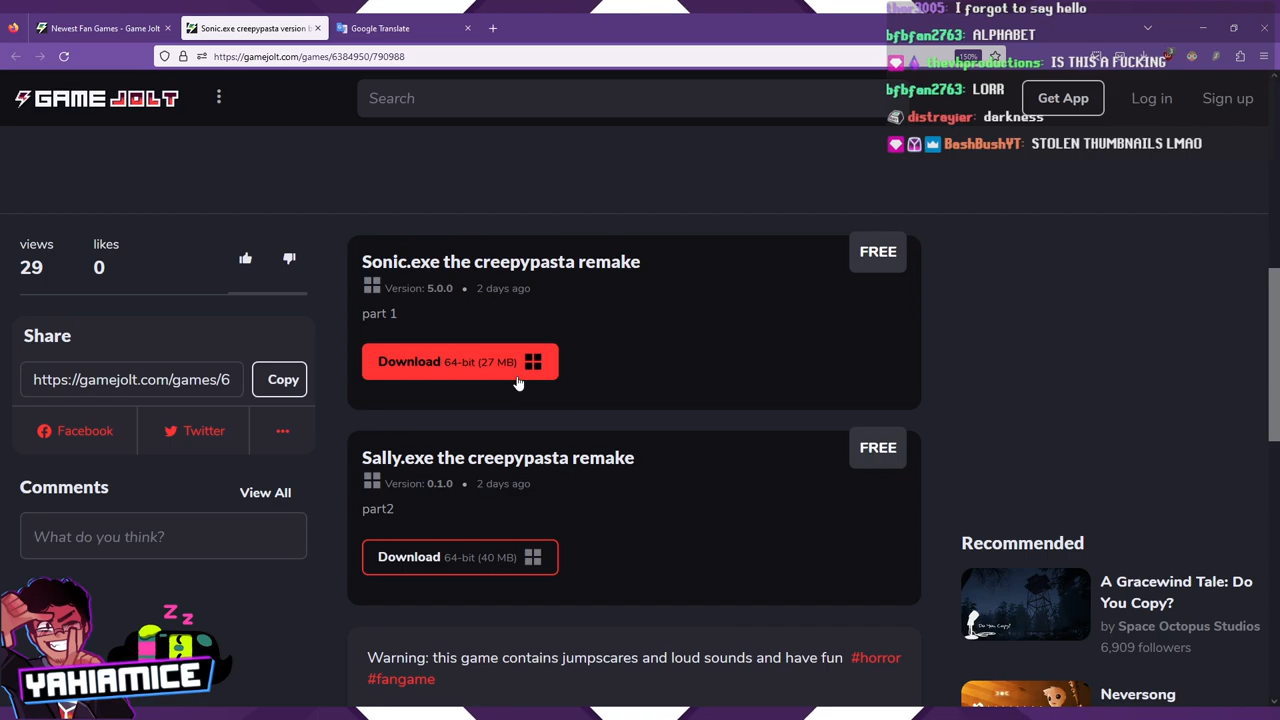 Newest Fan Games - Game Jolt
Sonic.exe creepypasta version b
Google Translate
https://gamejolt.com/games/6384950/790988
150%
GAME JOLT
Search
Get App
Log in
Sign up
I forgot to say hello
bfbfan2763: ALPHABET
IS THIS A FUCKING
bfbfan2763: LORR
distrayier: darkness
BashBushYT: STOLEN THUMBNAILS LMAO
views
29
likes
0
Share
https://gamejolt.com/games/6
Copy
Facebook
Twitter
Comments
View All
What do you think?
Sonic.exe the creepypasta remake
FREE
Version: 5.0.0 • 2 days ago
part 1
Download 64-bit (27 MB)
Sally.exe the creepypasta remake
FREE
Version: 0.1.0 • 2 days ago
part2
Download 64-bit (40 MB)
Warning: this game contains jumpscares and loud sounds and have fun #horror
#fangame
Recommended
Do You Copy?
A Gracewind Tale: Do
You Copy?
by Space Octopus Studios
6,909 followers
Neversong
Z Z
YAHIAMICE